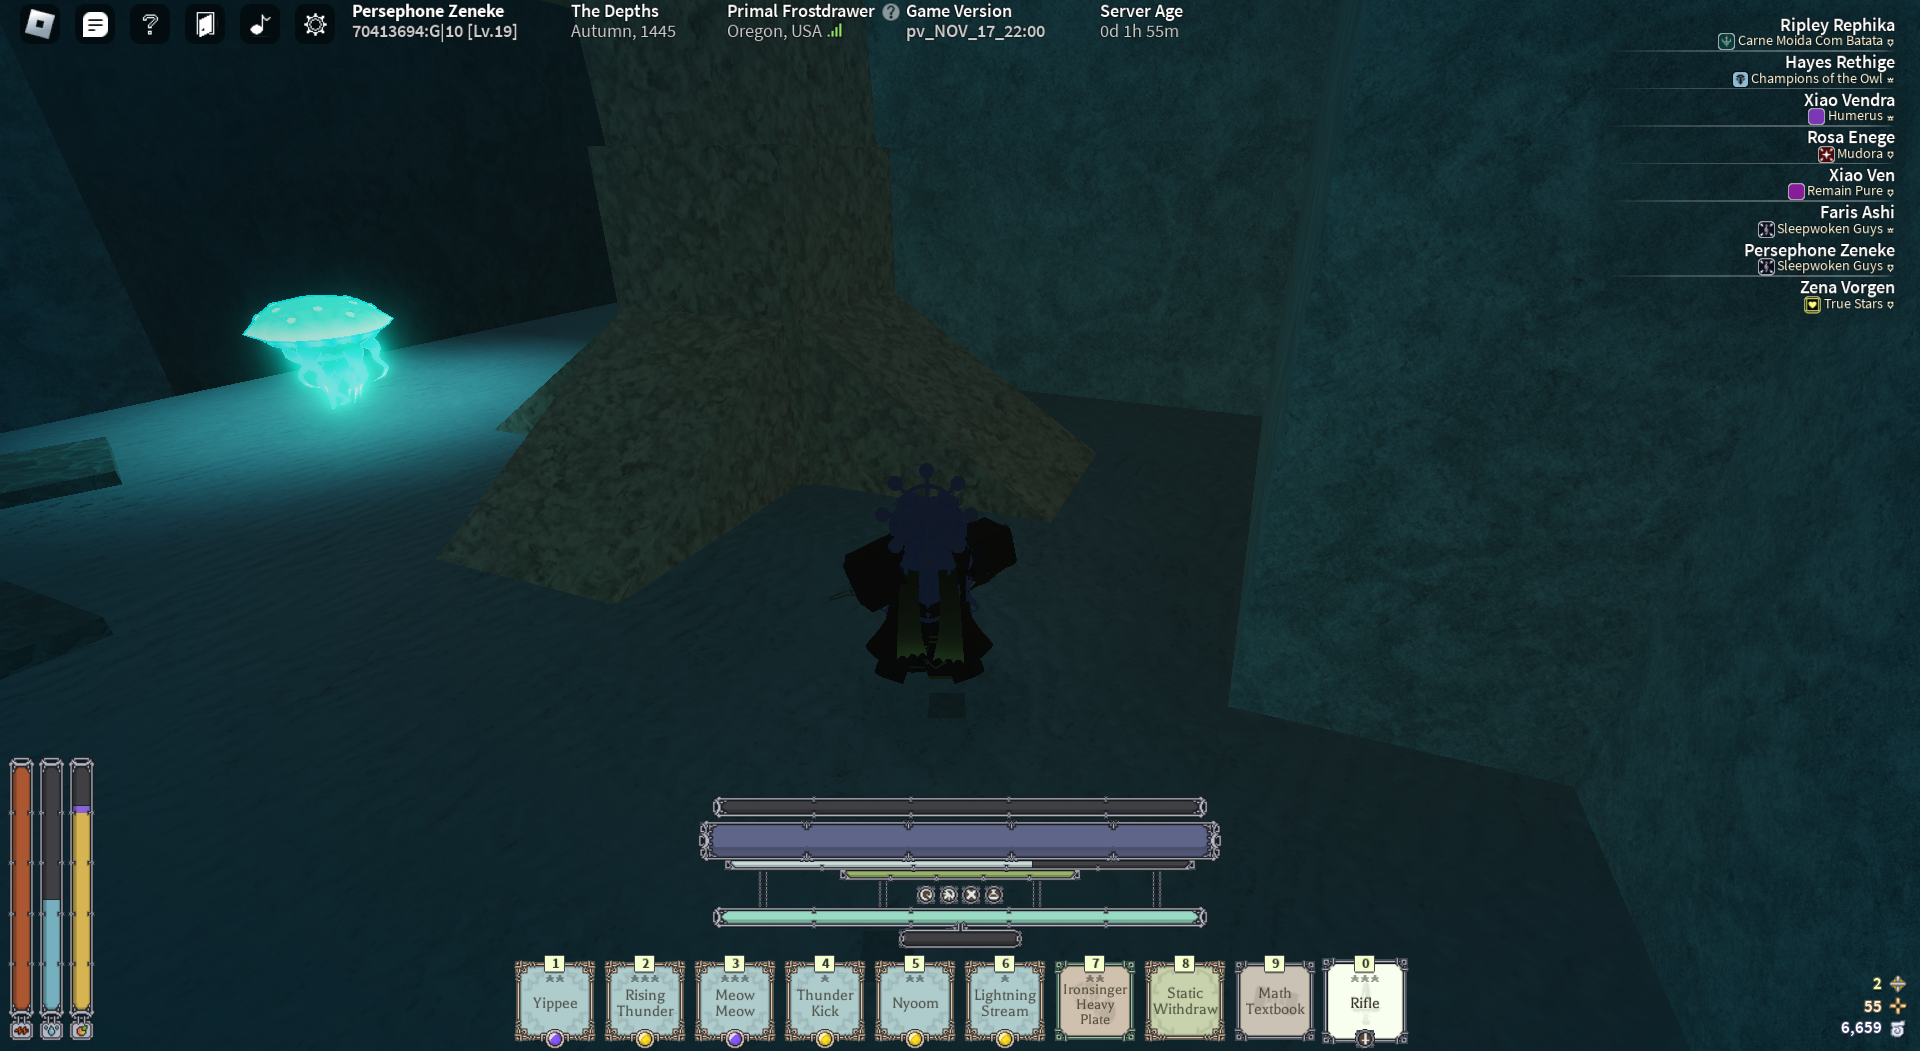 Persephone Zeneke
70413694:G|10 [Lv.19]
The Depths
Autumn, 1445
Primal Frostdrawer
Oregon, USA
Game Version
pv_NOV_17_22:00
Server Age
0d 1h 55m
Ripley Rephika
Carne Moida Com Batata
Hayes Rethige
Champions of the Owl
Xiao Vendra
Humerus
Rosa Enege
Mudora
Xiao Ven
Remain Pure
Faris Ashi
Sleepwoken Guys
Persephone Zeneke
Sleepwoken Guys
Zena Vorgen
True Stars
1
Yippee
2
Rising
Thunder
3
Meow
Meow
4
Thunder
Kick
5
Nyoom
6
Lightning
Stream
7
Ironsinger
Heavy
Plate
8
Static
Withdraw
9
Math
Textbook
0
Rifle
2
55
6,659